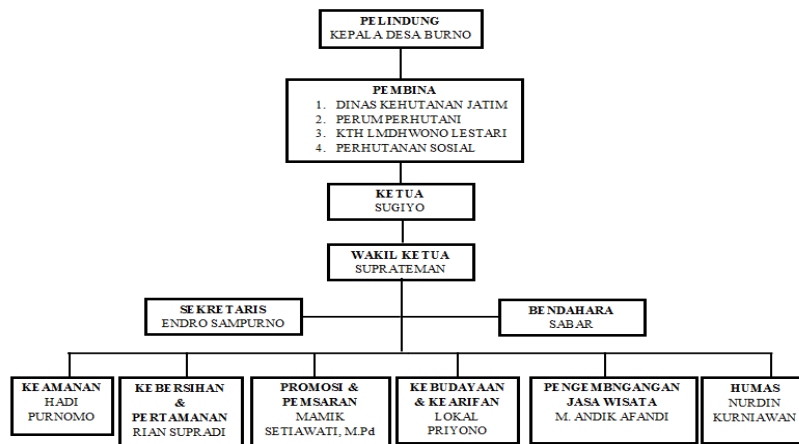 PELINDUNG
KEPALA DESA BURNO
PEMBINA
1. DINAS KEHUTANAN JATIM
2. PERUM PERHUTANI
3. KTH LMDHWONO LESTARI
4. PERHUTANAN SOSIAL
KETUA
SUGIYO
WAKIL KETUA
SUPRATEMAN
SEKRETARIS
ENDRO SAMPURNO
BENDAHARA
SABAR
KEAMANAN
HADI
PURNOMO
KEBERSIHAN
&
PERTAMANAN
RIAN SUPRADI
PROMOSI &
PEMSARAN
MAMIK
SETIAWATI, M.Pd
KEBUDAYAAN
& KEARIFAN
LOKAL
PRIYONO
PENGEMBNGANGAN
JASA WISATA
M. ANDIK AFANDI
HUMAS
NURDIN
KURNIAWAN